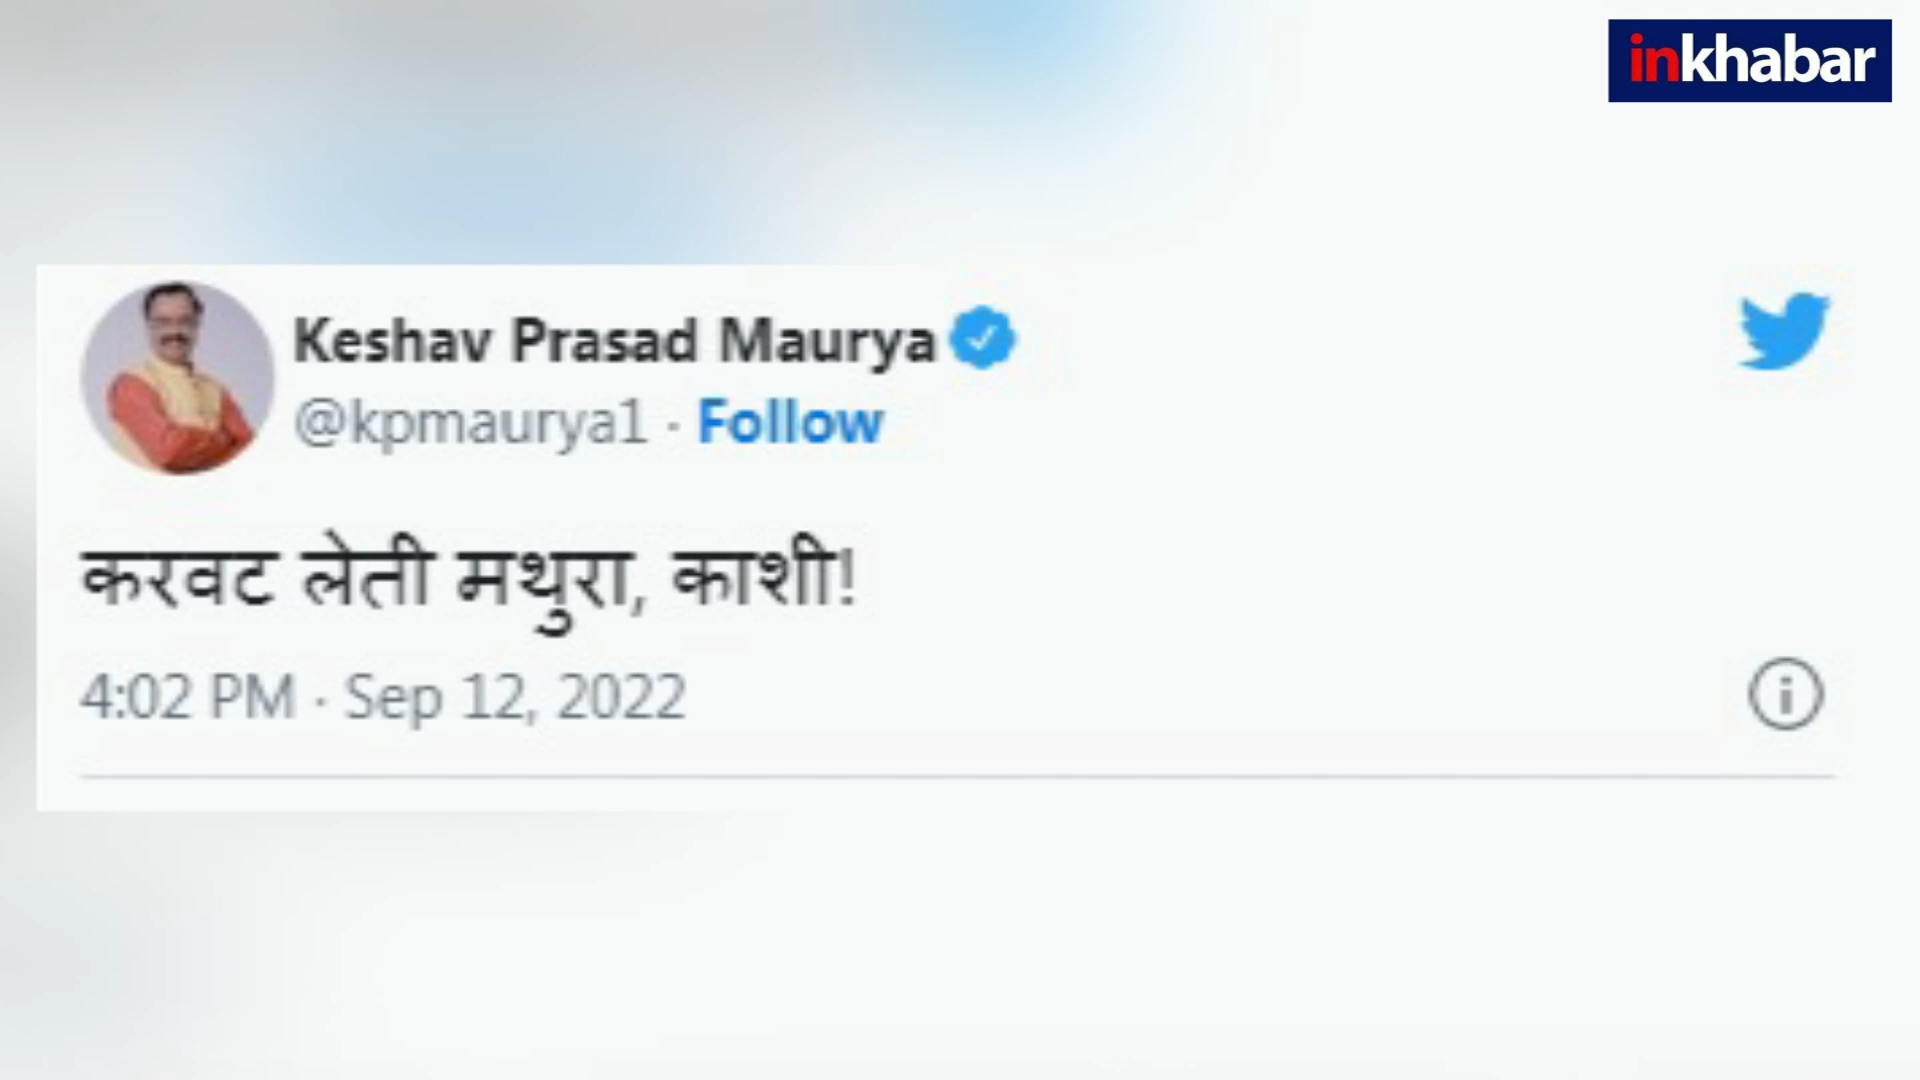 inkhabar
Keshav Prasad Maurya
@kpmaurya1 · Follow
करवट लेती मथुरा, काशी!
4:02 PM · Sep 12, 2022